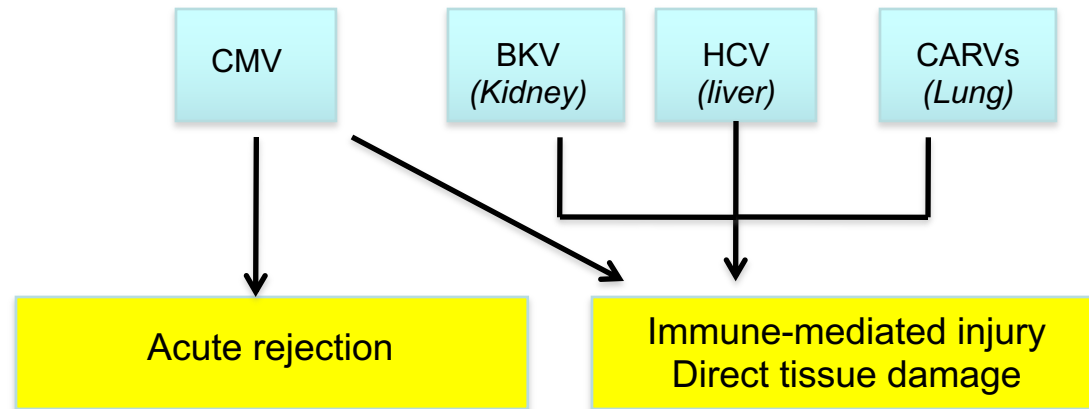 CMV
BKV
(Kidney)
HCV
(liver)
CARVs
(Lung)
Acute rejection
Immune-mediated injury
Direct tissue damage